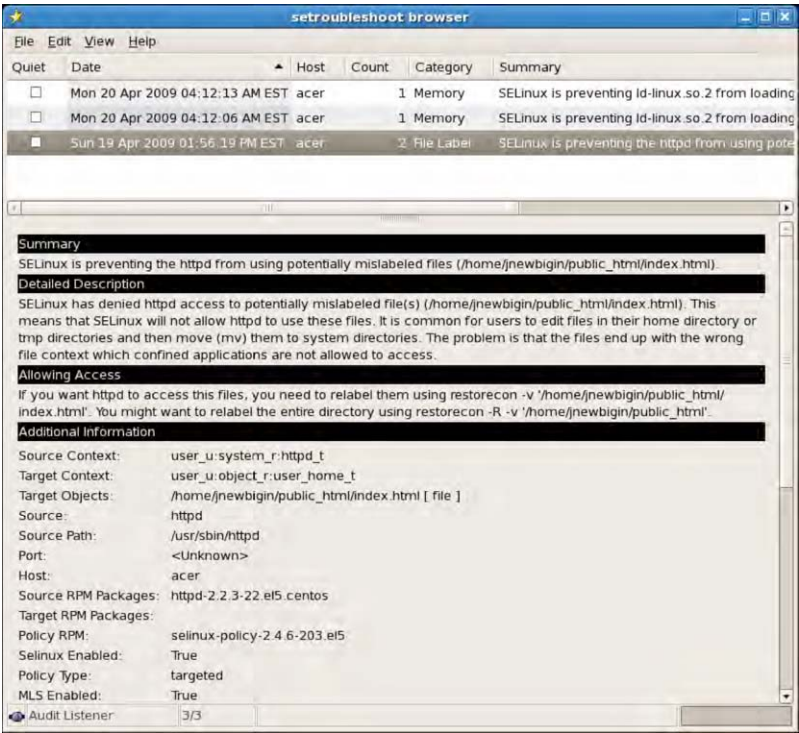 setroubleshoot browser
File Edit View Help
Quiet Date Host Count Category Summary
Mon 20 Apr 2009 04:12:13 AM EST acer 1 Memory SELinux is preventing ld-linux.so.2 from loading
Mon 20 Apr 2009 04:12:06 AM EST acer 1 Memory SELinux is preventing ld-linux.so.2 from loading
Sun 19 Apr 2009 01:56:19 PM EST acer 2 File Label SELinux is preventing the httpd from using pote
Summary
SELinux is preventing the httpd from using potentially mislabeled files (/home/jnewbigin/public_html/index.html).
Detailed Description
SELinux has denied httpd access to potentially mislabeled file(s) (/home/jnewbigin/public_html/index.html). This
means that SELinux will not allow httpd to use these files. It is common for users to edit files in their home directory or
tmp directories and then move (mv) them to system directories. The problem is that the files end up with the wrong
file context which confined applications are not allowed to access.
Allowing Access
If you want httpd to access this files, you need to relabel them using restorecon -v '/home/jnewbigin/public_html/
index.html'. You might want to relabel the entire directory using restorecon -R -v '/home/jnewbigin/public_html'.
Additional Information
Source Context: user_u:system_r:httpd_t
Target Context: user_u:object_r:user_home_t
Target Objects: /home/jnewbigin/public_html/index.html [ file ]
Source: httpd
Source Path: /usr/sbin/httpd
Port: <Unknown>
Host: acer
Source RPM Packages: httpd-2.2.3-22.el5.centos
Target RPM Packages:
Policy RPM: selinux-policy-2.4.6-203.el5
Selinux Enabled: True
Policy Type: targeted
MLS Enabled: True
Audit Listener 3/3